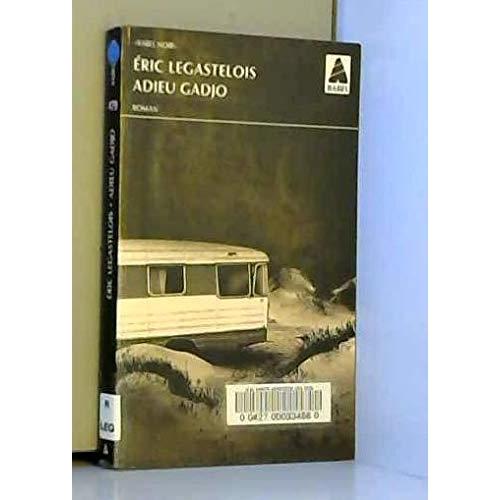 BABEL NOIR
ÉRIC LEGASTELOIS
ADIEU GADJO
ROMAN
BABEL
ÉRIC LEGASTELOIS • ADIEU GADJO
R
LEG
A